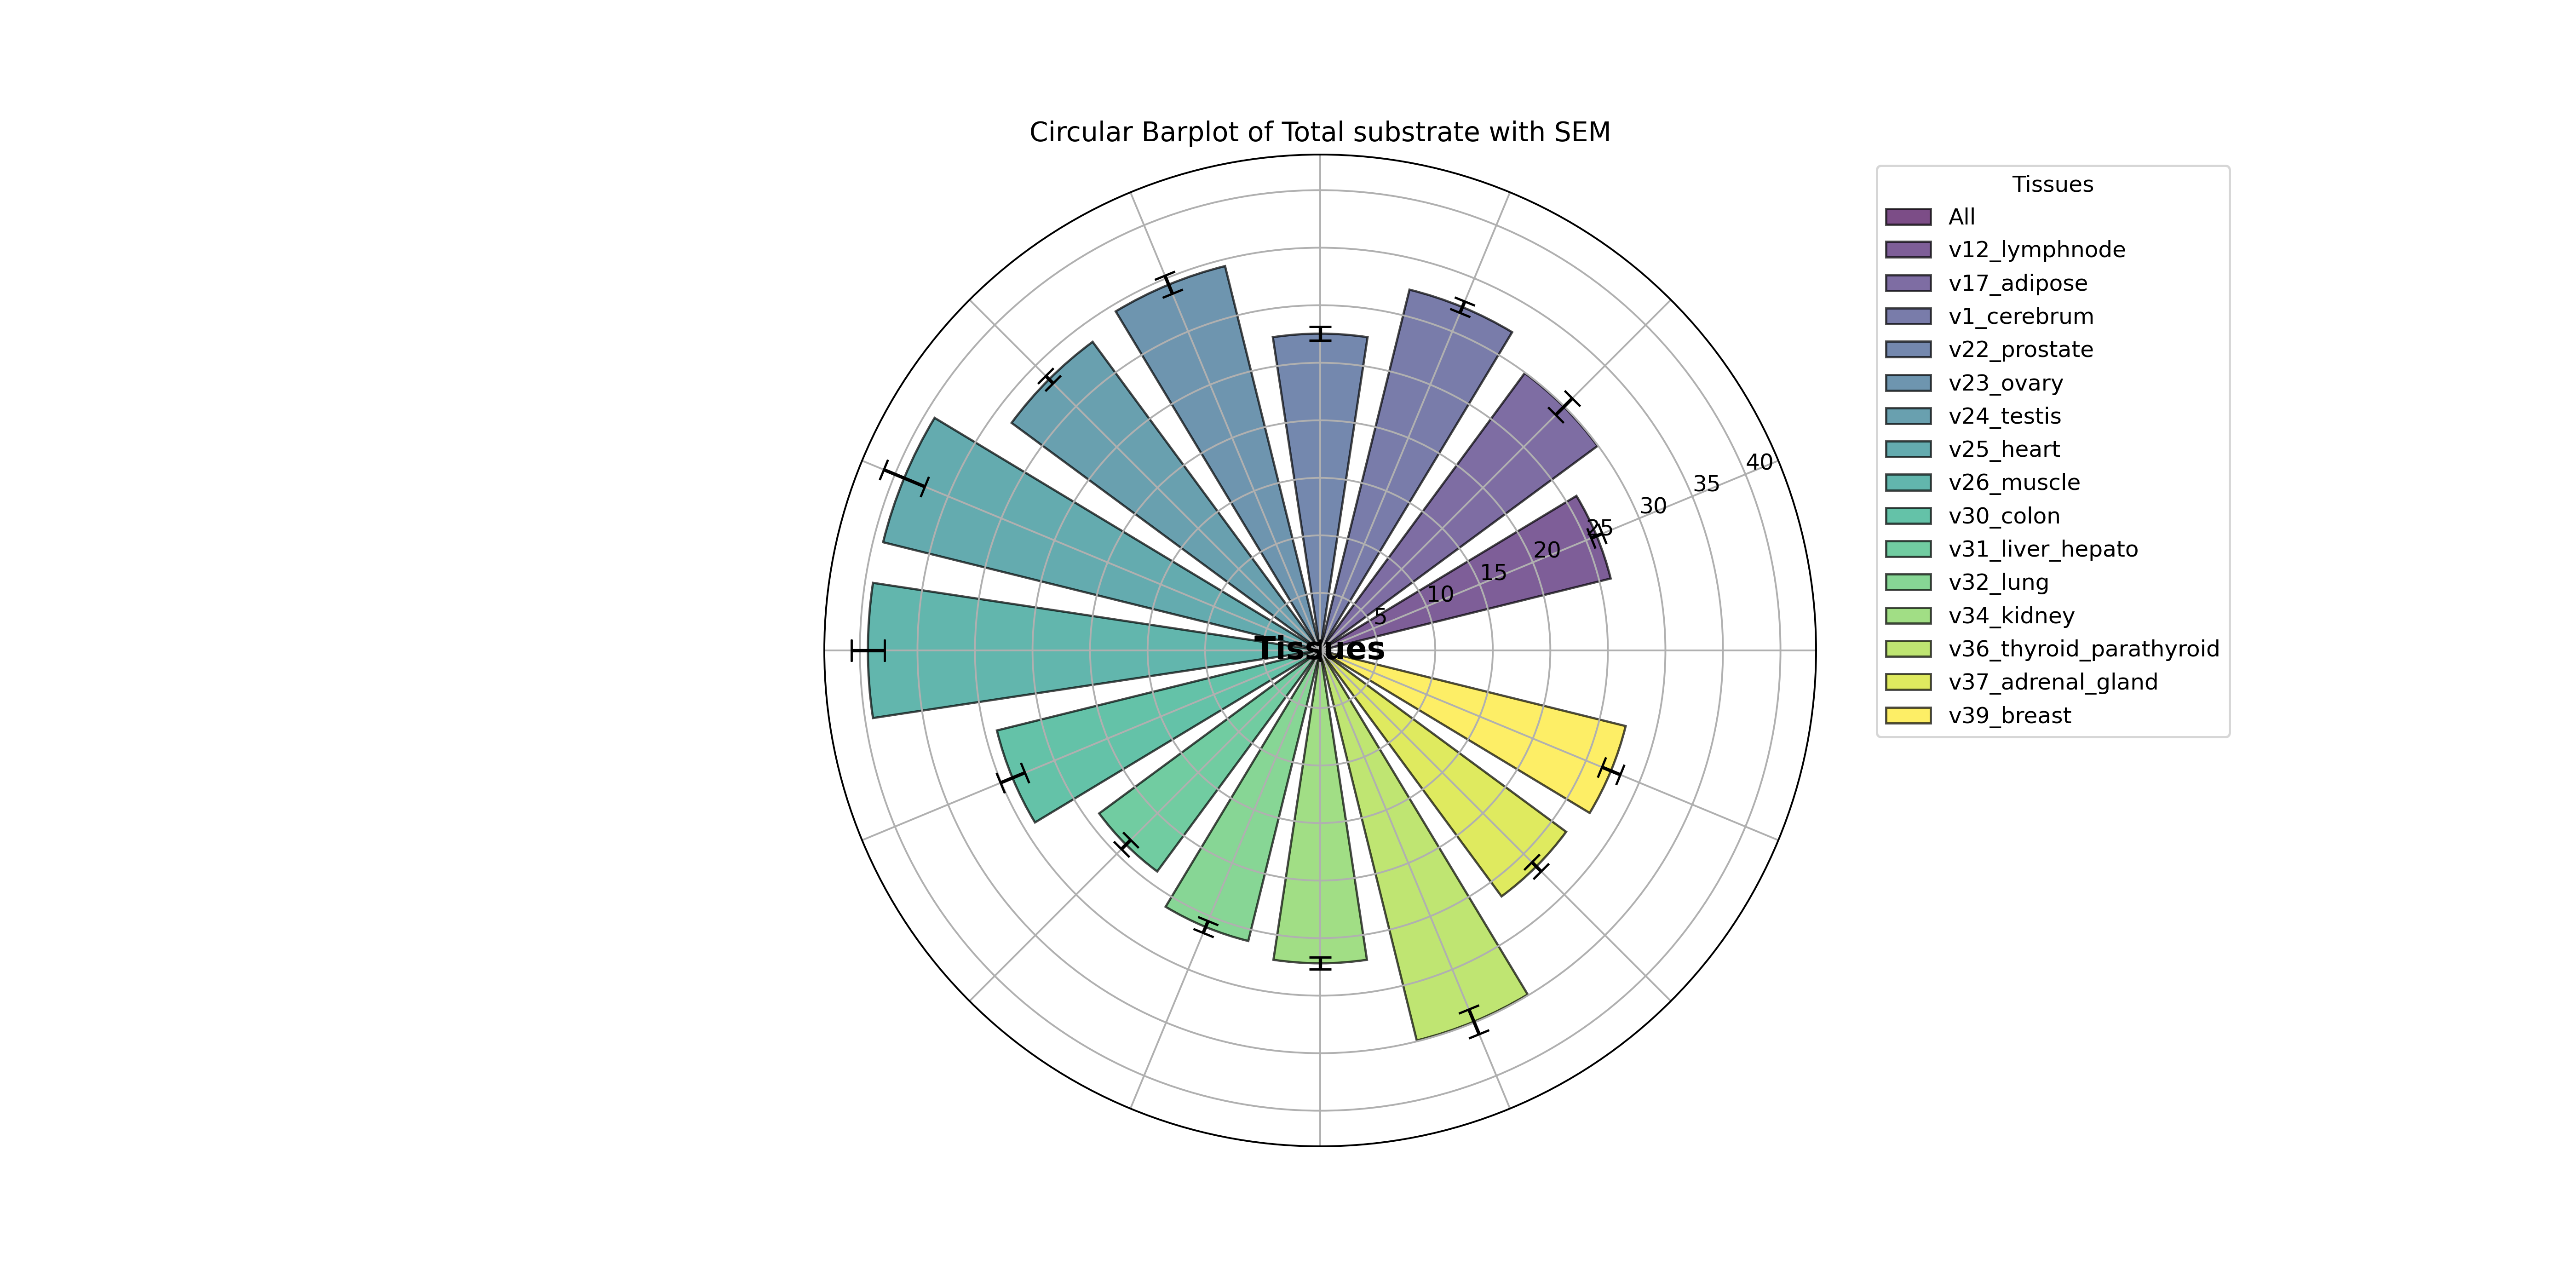 Circular Barplot of Total substrate with SEM
5
10
15
20
25
30
35
40
Tissues
Tissues
All
v12_lymphnode
v17_adipose
v1_cerebrum
v22_prostate
v23_ovary
v24_testis
v25_heart
v26_muscle
v30_colon
v31_liver_hepato
v32_lung
v34_kidney
v36_thyroid_parathyroid
v37_adrenal_gland
v39_breast